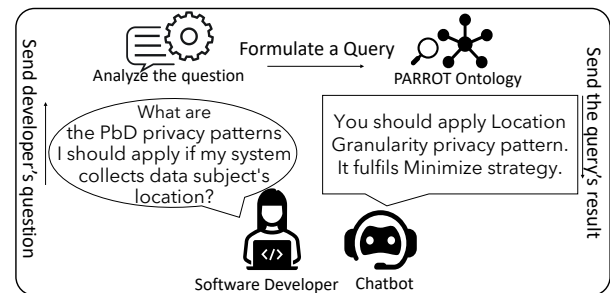 Formulate a Query
Analyze the question
PARROT Ontology
Send developer's question
What are
the PbD privacy patterns
I should apply if my system
collects data subject's
location?
You should apply Location
Granularity privacy pattern.
It fulfils Minimize strategy.
Send the query's result
</>
Software Developer
Chatbot